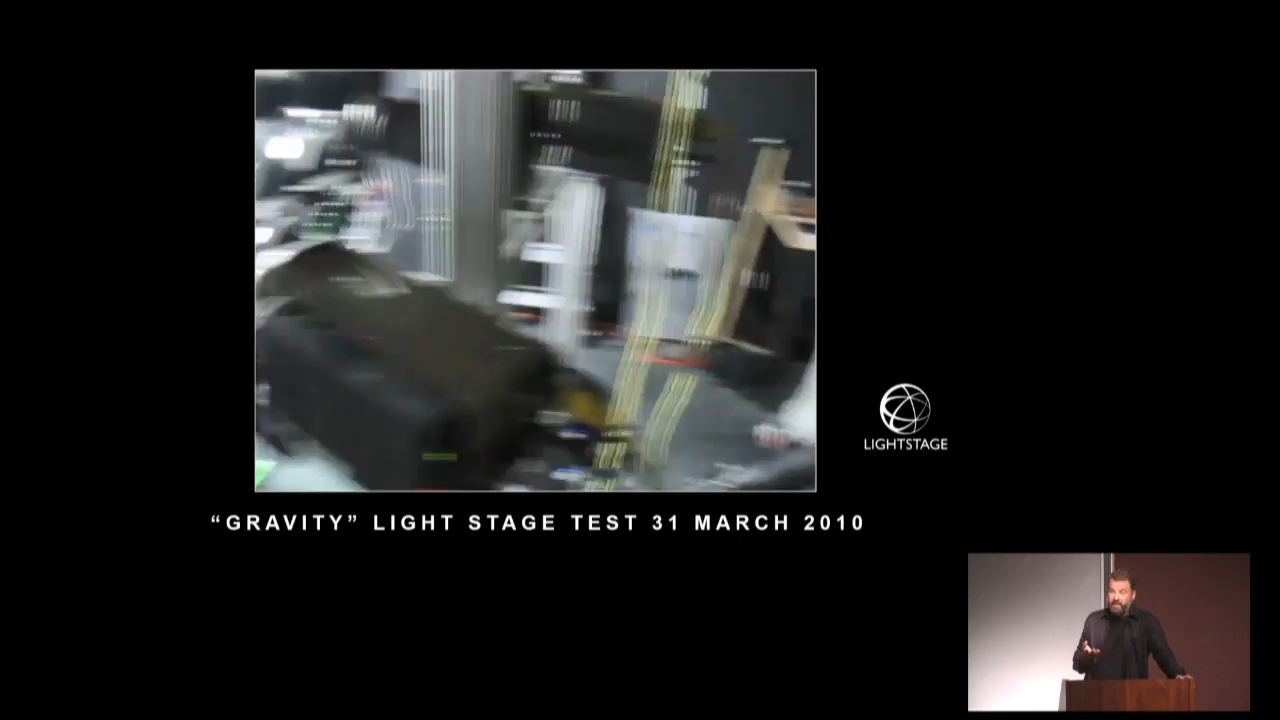 LIGHTSTAGE
“GRAVITY” LIGHT STAGE TEST 31 MARCH 2010